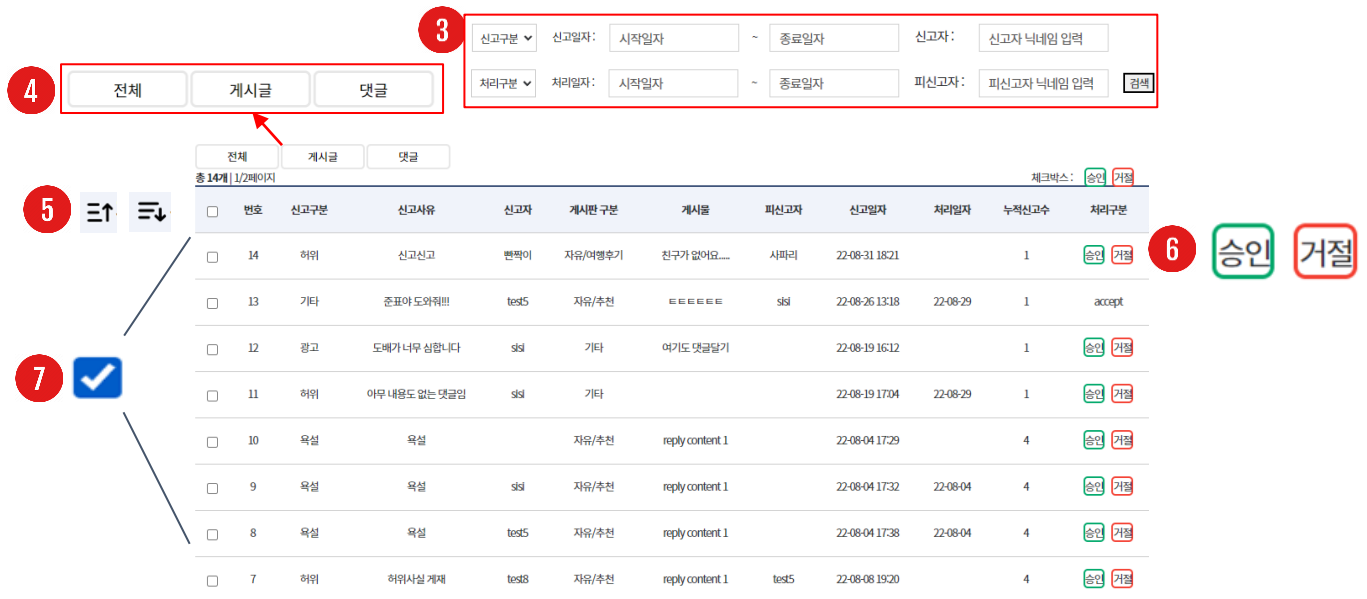 3
신고구분 신고일자 : 시작일자 ~ 종료일자 신고자 : 신고자 닉네임 입력
처리구분 처리일자 : 시작일자 ~ 종료일자 피신고자 : 피신고자 닉네임 입력 검색
4 전체 게시글 댓글
전체 게시글 댓글
총 14개 | 1/2페이지 체크박스 : 승인 거절
5
번호 신고구분 신고사유 신고자 게시판 구분 게시물 피신고자 신고일자 처리일자 누적신고수 처리구분
14 허위 신고신고 빤짝이 자유/여행후기 친구가 없어요..... 사파리 22-08-31 18:21 1 승인 거절
6 승인 거절
13 기타 준표야 도와줘!!! test5 자유/추천 ㅌㅌㅌㅌㅌㅌ sisi 22-08-26 13:18 22-08-29 1 accept
12 광고 도배가 너무 심합니다 sisi 기타 여기도 댓글달기 22-08-19 16:12 1 승인 거절
7
11 허위 아무 내용도 없는 댓글임 sisi 기타 22-08-19 17:04 22-08-29 1 승인 거절
10 욕설 욕설 자유/추천 reply content 1 22-08-04 17:29 4 승인 거절
9 욕설 욕설 sisi 자유/추천 reply content 1 22-08-04 17:32 22-08-04 4 승인 거절
8 욕설 욕설 test5 자유/추천 reply content 1 22-08-04 17:38 22-08-04 4 승인 거절
7 허위 허위사실 게재 test8 자유/추천 reply content 1 test5 22-08-08 19:20 4 승인 거절